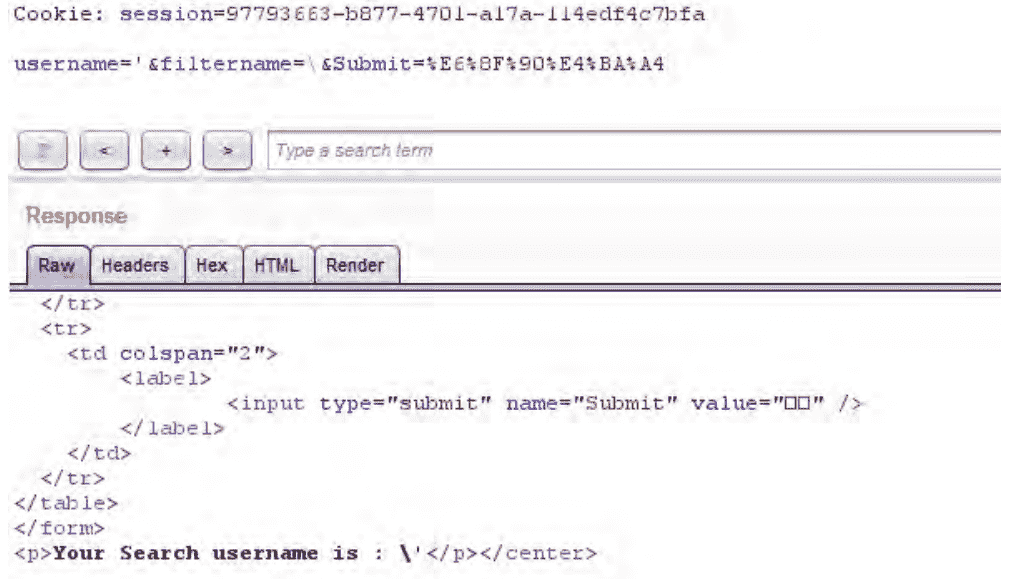 Cookie: session=97793663-b877-4701-a17a-114edf4c7bfa
username='&filtername=\&Submit=%E6%8F%90%E4%BA%A4
? < + >
Type a search term
Response
Raw Headers Hex HTML Render
</tr>
<tr>
<td colspan="2">
<label>
<input type="submit" name="Submit" value="□□" />
</label>
</td>
</tr>
</table>
</form>
<p>Your Search username is : \'</p></center>